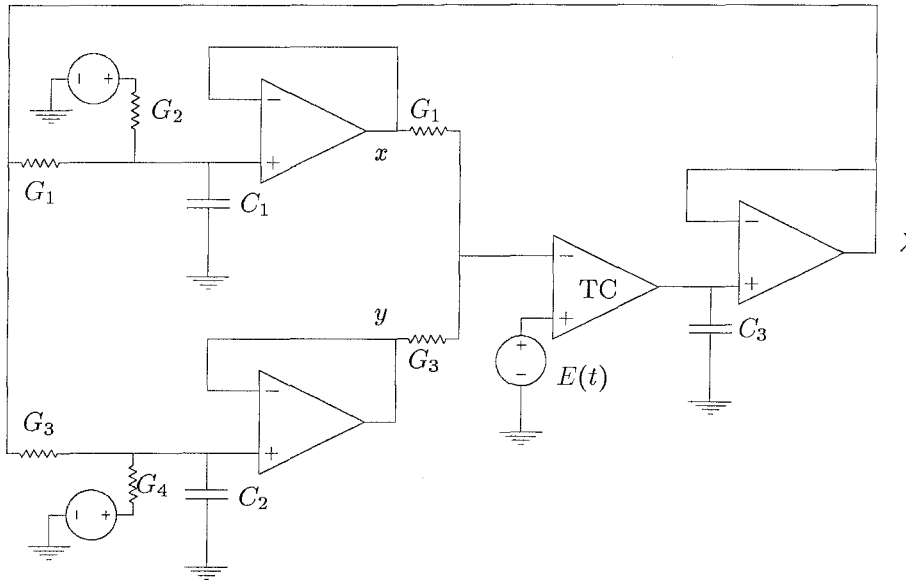 − +
G₂
G₁
C₁
−
+
x
G₁
y
G₃
G₃
− +
G₄
C₂
−
+
−
TC
+
+
−
E(t)
C₃
−
+